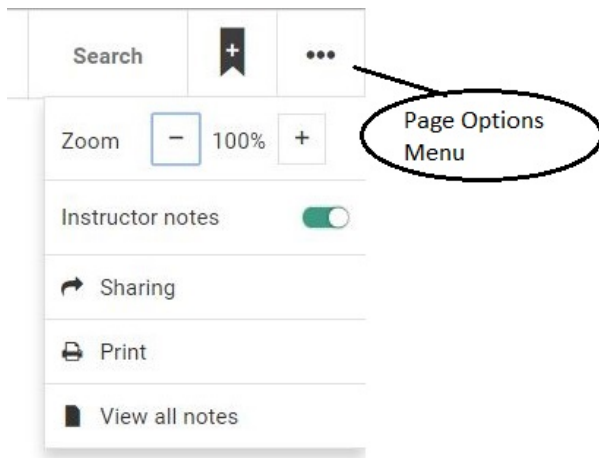 Search
Page Options
Menu
Zoom − 100% +
Instructor notes
Sharing
Print
View all notes